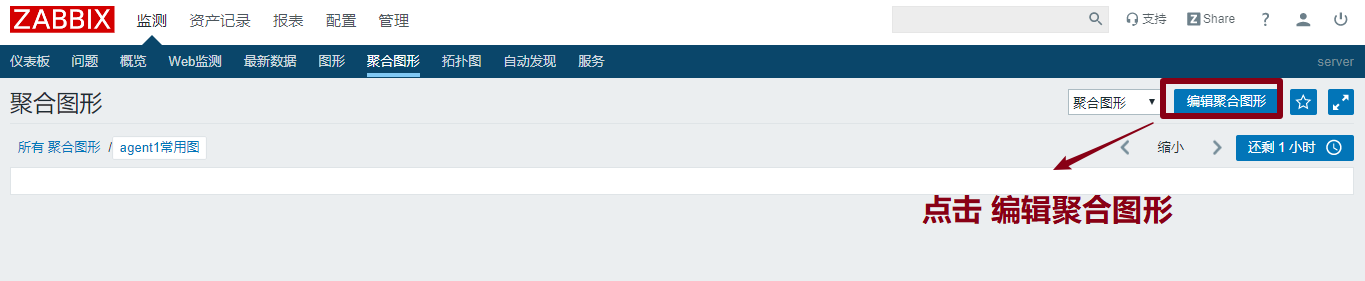 ZABBIX 监测 资产记录 报表 配置 管理 支持 Z Share ?
仪表板 问题 概览 Web监测 最新数据 图形 聚合图形 拓扑图 自动发现 服务 server
聚合图形 聚合图形 编辑聚合图形
所有 聚合图形 / agent1常用图 缩小 还剩 1 小时
点击 编辑聚合图形